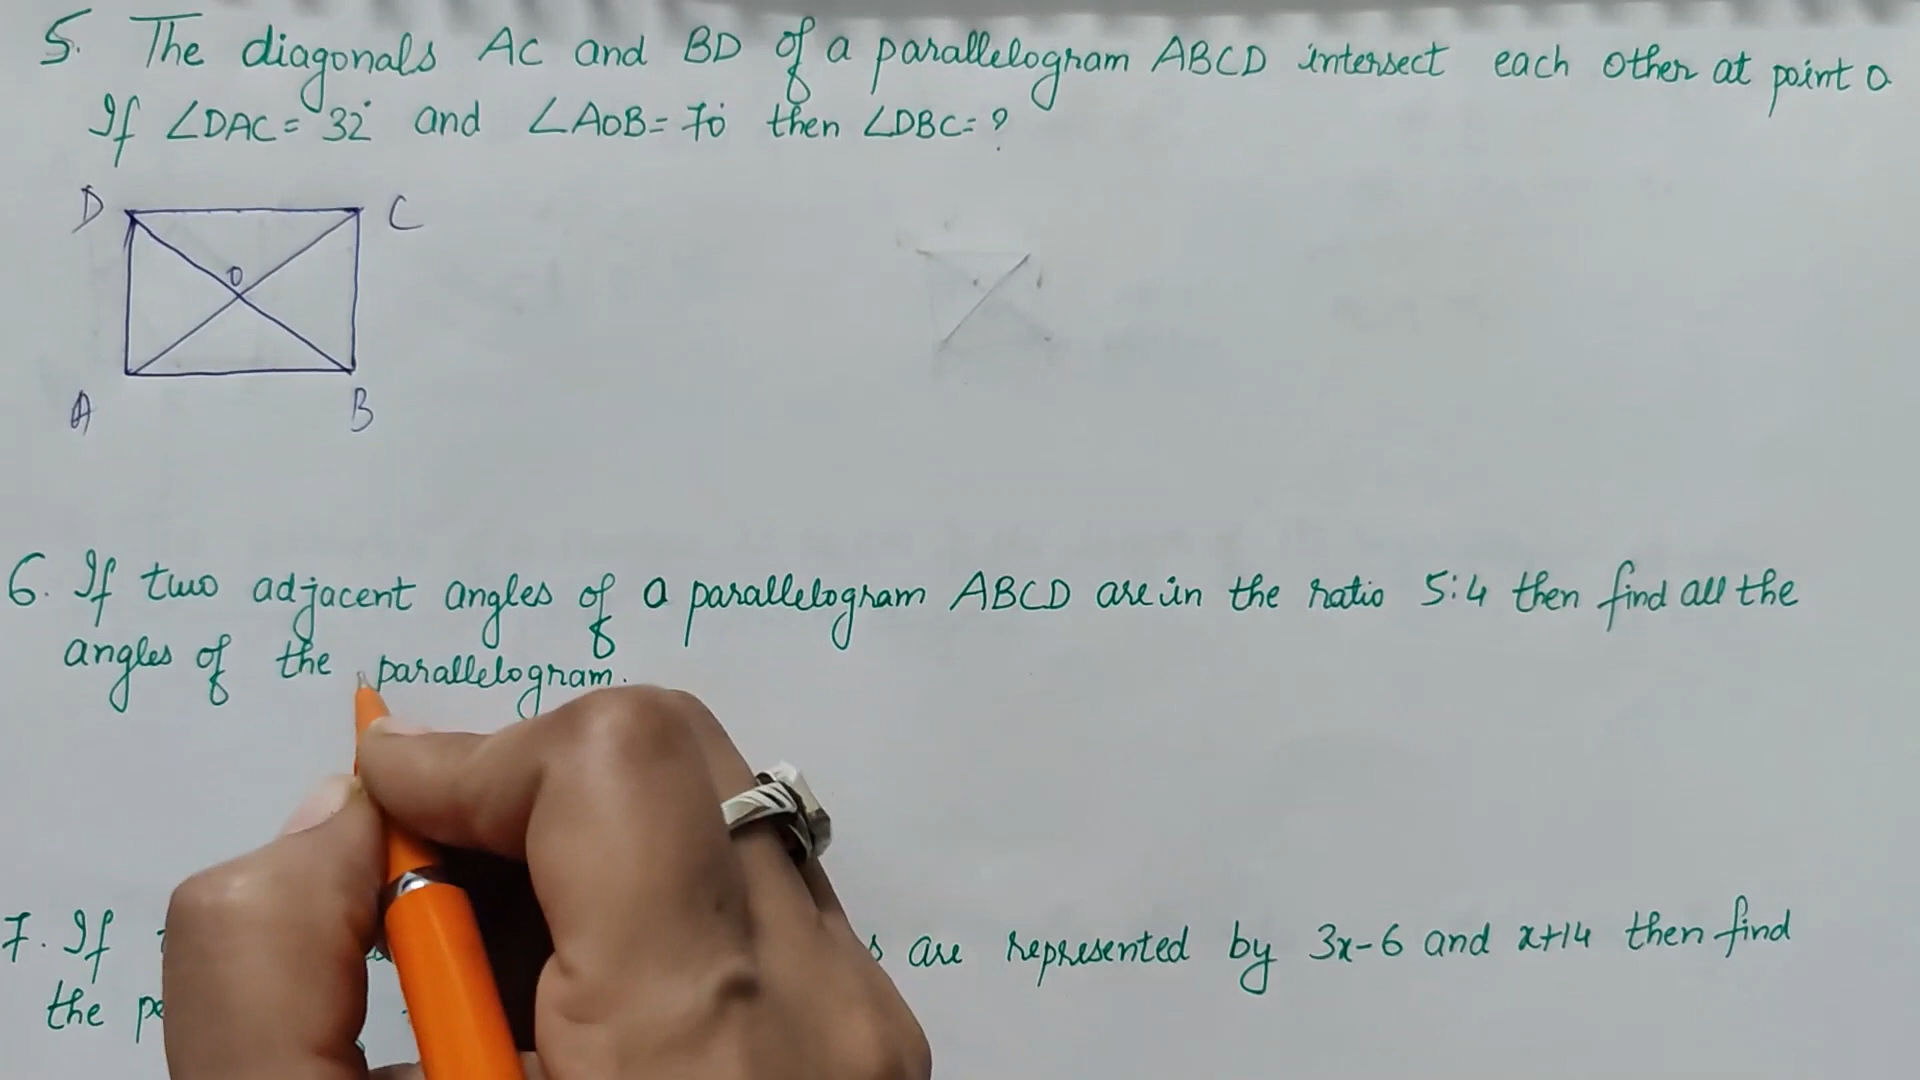 5. The diagonals AC and BD of a parallelogram ABCD intersect each other at point O
If ∠DAC = 32° and ∠AOB = 70° then ∠DBC = ?
D C
O
A B
6. If two adjacent angles of a parallelogram ABCD are in the ratio 5:4 then find all the
angles of the parallelogram.
7. If are represented by 3x-6 and x+14 then find
the